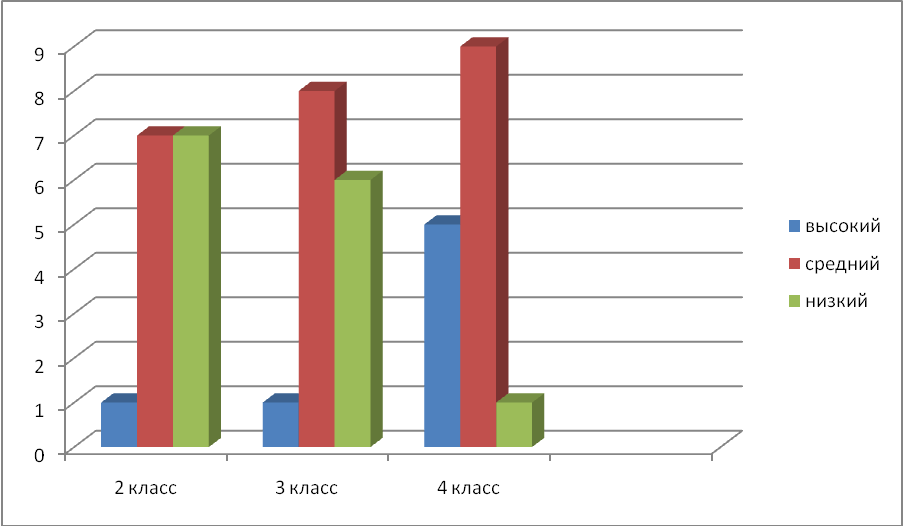 9
8
7
6
5
4
3
2
1
0
2 класс
3 класс
4 класс
высокий
средний
низкий